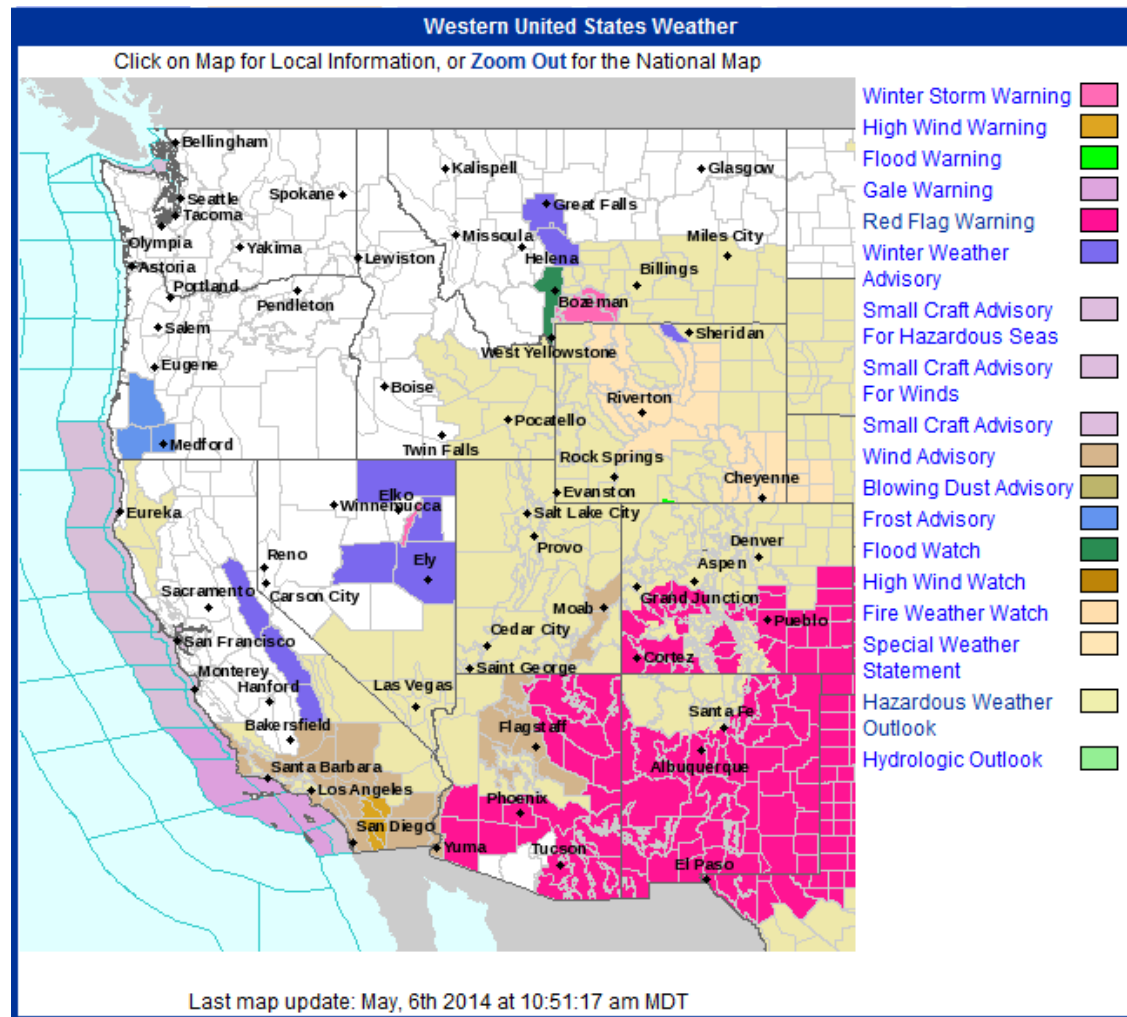 Western United States Weather
Click on Map for Local Information, or Zoom Out for the National Map
Bellingham
Seattle
Tacoma
Olympia
Spokane
Yakima
Astoria
Portland
Pendleton
Lewiston
Salem
Eugene
Medford
Kalispell
Glasgow
Great Falls
Missoula
Helena
Miles City
Billings
Bozeman
West Yellowstone
Sheridan
Boise
Twin Falls
Pocatello
Riverton
Rock Springs
Cheyenne
Evanston
Eureka
Winnemucca
Elko
Ely
Reno
Carson City
Sacramento
San Francisco
Monterey
Hanford
Bakersfield
Las Vegas
Santa Barbara
Los Angeles
San Diego
Salt Lake City
Provo
Moab
Cedar City
Saint George
Denver
Aspen
Grand Junction
Pueblo
Cortez
Flagstaff
Phoenix
Yuma
Tucson
Santa Fe
Albuquerque
El Paso
Winter Storm Warning
High Wind Warning
Flood Warning
Gale Warning
Red Flag Warning
Winter Weather
Advisory
Small Craft Advisory
For Hazardous Seas
Small Craft Advisory
For Winds
Small Craft Advisory
Wind Advisory
Blowing Dust Advisory
Frost Advisory
Flood Watch
High Wind Watch
Fire Weather Watch
Special Weather
Statement
Hazardous Weather
Outlook
Hydrologic Outlook
Last map update: May, 6th 2014 at 10:51:17 am MDT